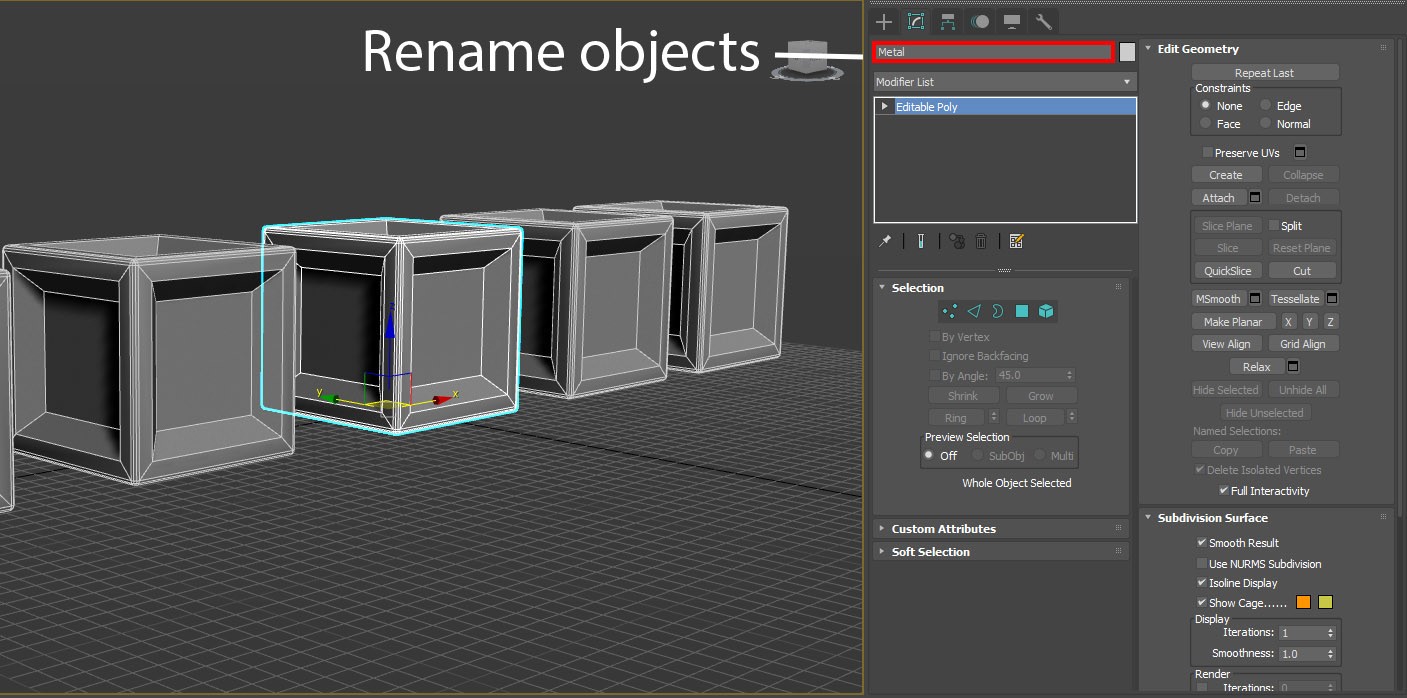 Rename objects
z
y
x
Metal
Modifier List
Editable Poly
Selection
By Vertex
Ignore Backfacing
By Angle: 45.0
Shrink Grow
Ring Loop
Preview Selection
Off SubObj Multi
Whole Object Selected
Custom Attributes
Soft Selection
Edit Geometry
Repeat Last
Constraints
None Edge
Face Normal
Preserve UVs
Create Collapse
Attach Detach
Slice Plane Split
Slice Reset Plane
QuickSlice Cut
MSmooth Tessellate
Make Planar X Y Z
View Align Grid Align
Relax
Hide Selected Unhide All
Hide Unselected
Named Selections:
Copy Paste
Delete Isolated Vertices
Full Interactivity
Subdivision Surface
Smooth Result
Use NURMS Subdivision
Isoline Display
Show Cage......
Display
Iterations: 1
Smoothness: 1.0
Render
Iterations: 0